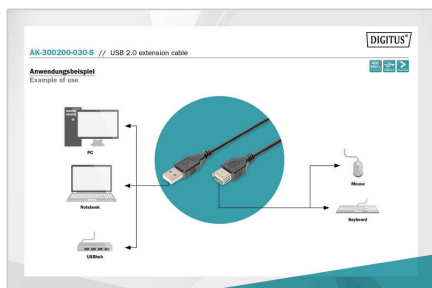 DIGITUS®
AK-300200-030-S // USB 2.0 extension cable
Anwendungsbeispiel
Example of use
PC
Notebook
USBhub
Mouse
Keyboard